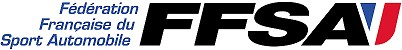 Fédération
Française du
Sport Automobile
FFSA